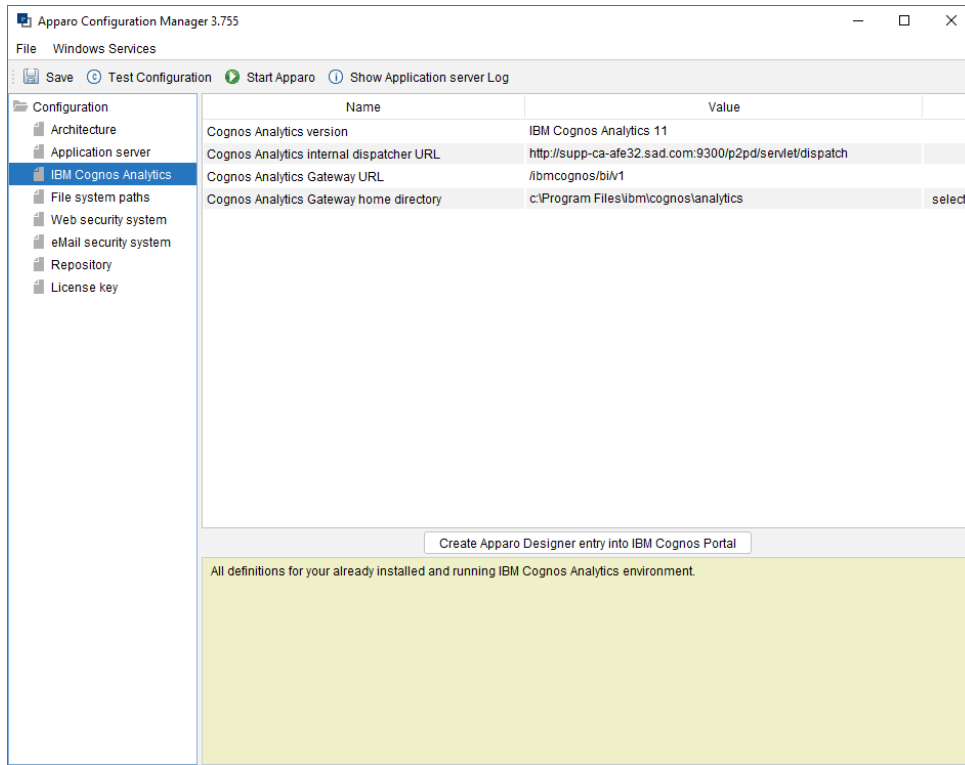 Apparo Configuration Manager 3.755
File Windows Services
Save Test Configuration Start Apparo Show Application server Log
Configuration
Architecture
Application server
IBM Cognos Analytics
File system paths
Web security system
eMail security system
Repository
License key
Name Value
Cognos Analytics version IBM Cognos Analytics 11
Cognos Analytics internal dispatcher URL http://supp-ca-afe32.sad.com:9300/p2pd/servlet/dispatch
Cognos Analytics Gateway URL /ibmcognos/bi/v1
Cognos Analytics Gateway home directory c:\Program Files\ibm\cognos\analytics select
Create Apparo Designer entry into IBM Cognos Portal
All definitions for your already installed and running IBM Cognos Analytics environment.